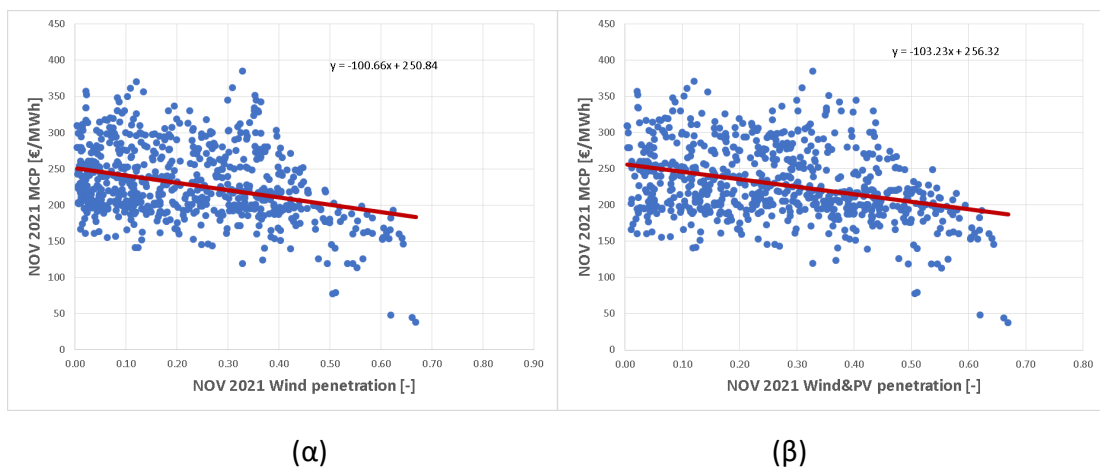 450
400
350
300
250
200
150
100
50
0
NOV 2021 MCP [€/MWh]
y = -100.66x + 250.84
0.00 0.10 0.20 0.30 0.40 0.50 0.60 0.70 0.80 0.90
NOV 2021 Wind penetration [-]
450
400
350
300
250
200
150
100
50
0
NOV 2021 MCP [€/MWh]
y = -103.23x + 256.32
0.00 0.10 0.20 0.30 0.40 0.50 0.60 0.70 0.80
NOV 2021 Wind&PV penetration [-]
(α) (β)